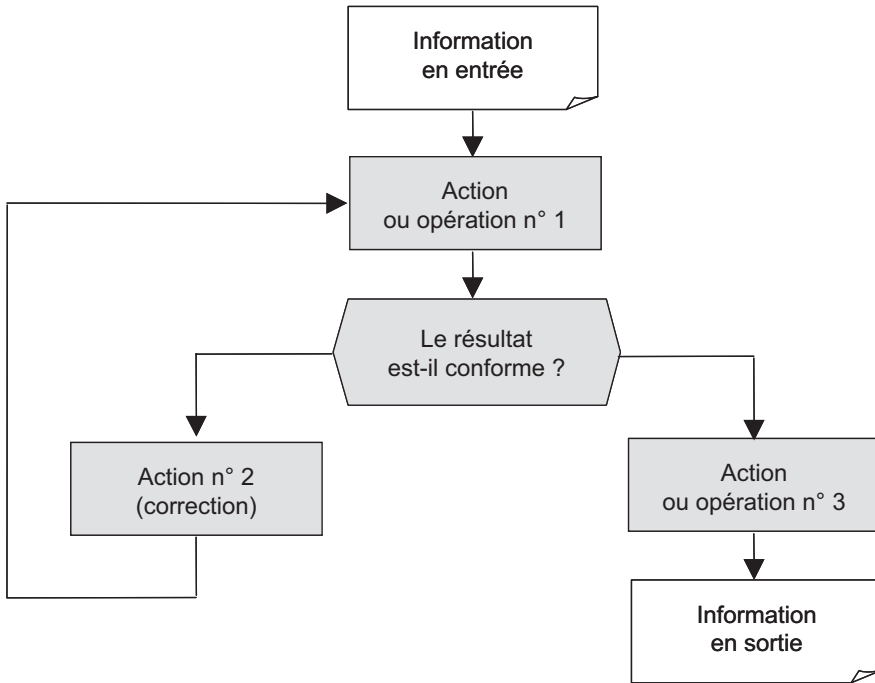 Information
en entrée
Action
ou opération n° 1
Le résultat
est-il conforme ?
Action n° 2
(correction)
Action
ou opération n° 3
Information
en sortie